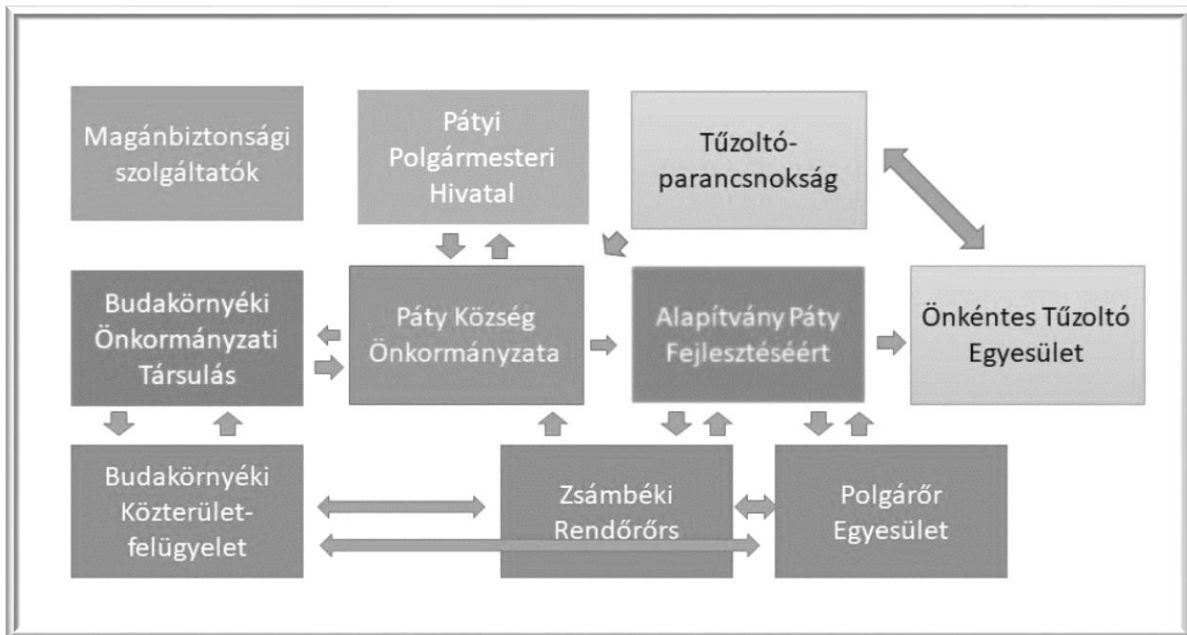 Magánbiztonsági
szolgáltatók
Pátyi
Polgármesteri
Hivatal
Tűzoltó-
parancsnokság
Budakörnyéki
Önkormányzati
Társulás
Páty Község
Önkormányzata
Alapítvány Páty
Fejlesztéséért
Önkéntes Tűzoltó
Egyesület
Budakörnyéki
Közterület-
felügyelet
Zsámbéki
Rendőrőrs
Polgárőr
Egyesület